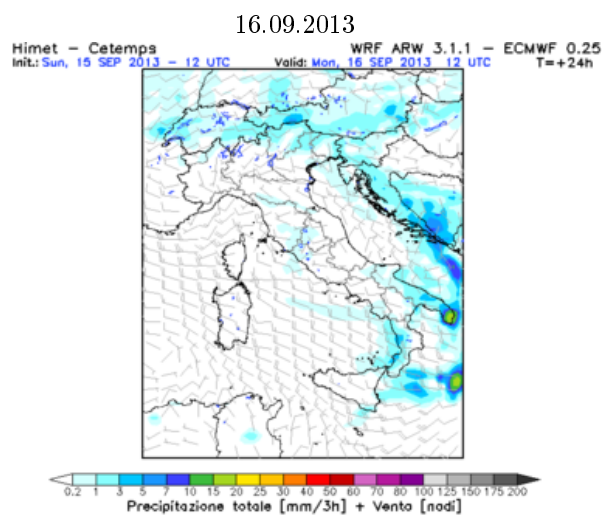 16.09.2013
Himet - Cetemps WRF ARW 3.1.1 - ECMWF 0.25
Init.: Sun, 15 SEP 2013 - 12 UTC Valid: Mon, 16 SEP 2013 12 UTC T=+24h
0.2 1 3 5 7 10 15 20 25 30 40 50 60 70 80 100 125 150 175 200
Precipitazione totale [mm/3h] + Vento [nodi]